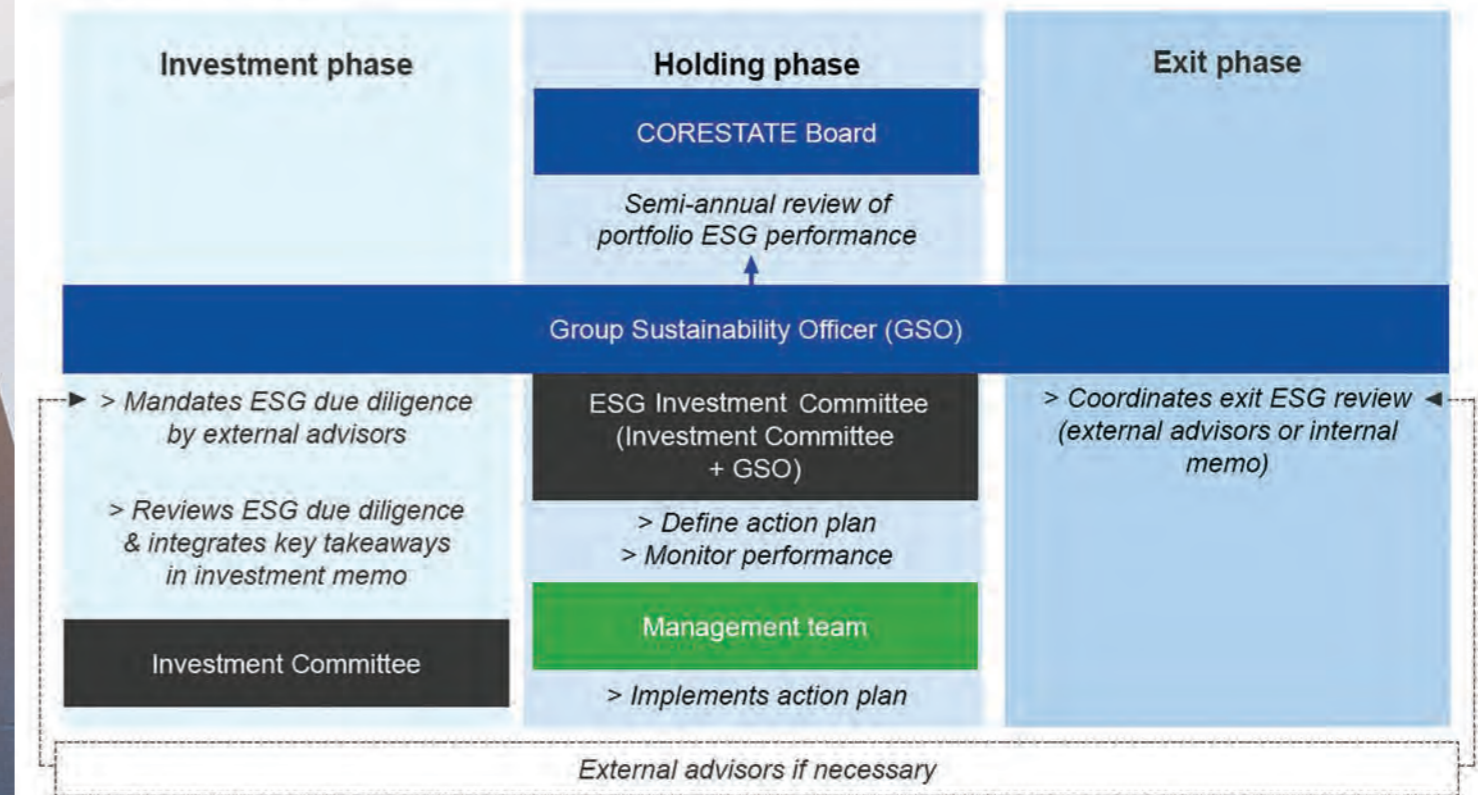 Investment phase
Holding phase
Exit phase
CORESTATE Board
Semi-annual review of
portfolio ESG performance
Group Sustainability Officer (GSO)
> Mandates ESG due diligence
by external advisors
> Reviews ESG due diligence
& integrates key takeaways
in investment memo
Investment Committee
ESG Investment Committee
(Investment Committee
+ GSO)
> Define action plan
> Monitor performance
Management team
> Implements action plan
> Coordinates exit ESG review
(external advisors or internal
memo)
External advisors if necessary